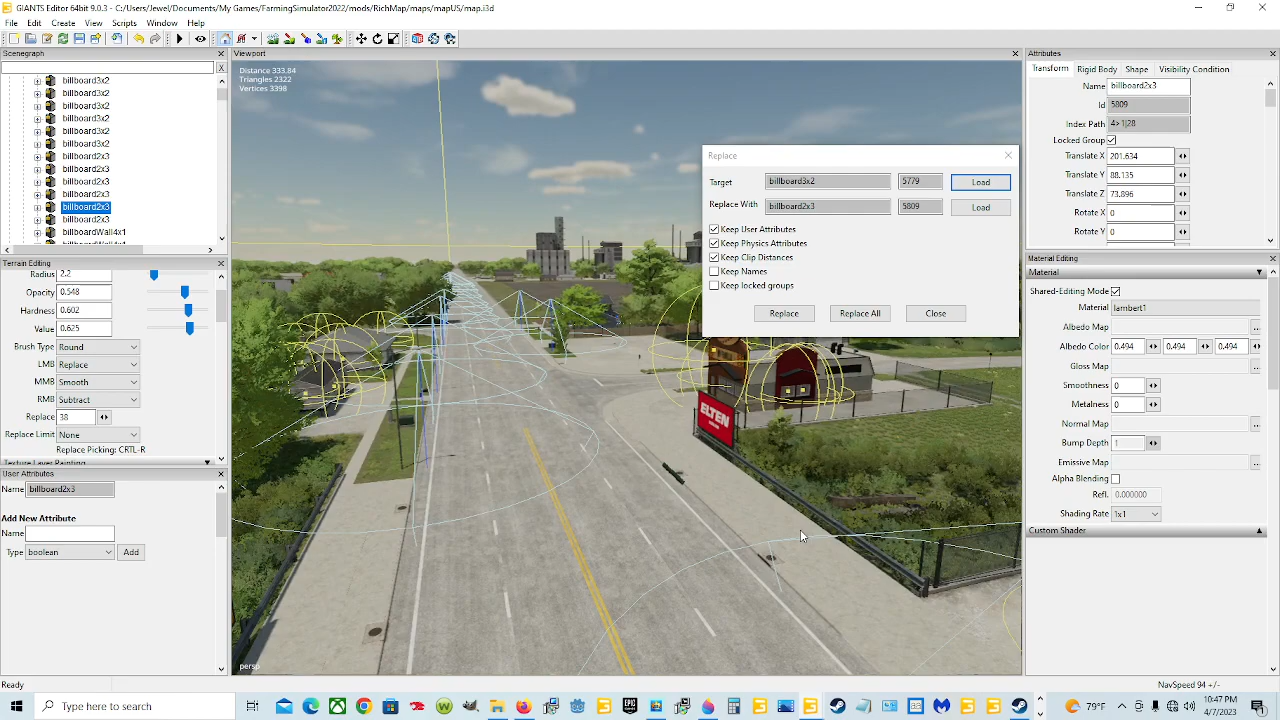 GIANTS Editor 64bit 9.0.3 - C:/Users/Jewel/Documents/My Games/FarmingSimulator2022/mods/RichMap/maps/mapUS/mapUS.i3d
File Edit Create View Scripts Window Help
Scenegraph
X
billboard3x2
billboard3x2
billboard3x2
billboard3x2
billboard3x2
billboard3x2
billboard2x3
billboard2x3
billboard2x3
billboard2x3
billboard2x3
billboard2x3
billboardWall4x1
Terrain Editing
Radius 2.2
Opacity 0.548
Hardness 0.602
Value 0.625
Brush Type Round
LMB Replace
MMB Smooth
RMB Subtract
Replace 38
Replace Limit None
Replace Picking: CRTL-R
Texture Layer Painting
User Attributes
Name billboard2x3
Add New Attribute
Name
Type boolean Add
Ready
Viewport
Distance 333.84
Triangles 2322
Vertices 3398
ELTEN
persp
Replace
Target billboard3x2 5779 Load
Replace With billboard2x3 5809 Load
Keep User Attributes
Keep Physics Attributes
Keep Clip Distances
Keep Names
Keep locked groups
Replace Replace All Close
Attributes
Transform Rigid Body Shape Visibility Condition
Name billboard2x3
Id 5809
Index Path 4>1|28
Locked Group
Translate X 201.634
Translate Y 88.135
Translate Z 73.896
Rotate X 0
Rotate Y 0
Material Editing
Material
Shared-Editing Mode
Material lambert1
Albedo Map ...
Albedo Color 0.494 0.494 0.494 ...
Gloss Map ...
Smoothness 0
Metalness 0
Normal Map ...
Bump Depth 1
Emissive Map ...
Alpha Blending
Refl. 0.000000
Shading Rate 1x1
Custom Shader
NavSpeed 94 +/-
Type here to search
79°F
10:47 PM
4/7/2023